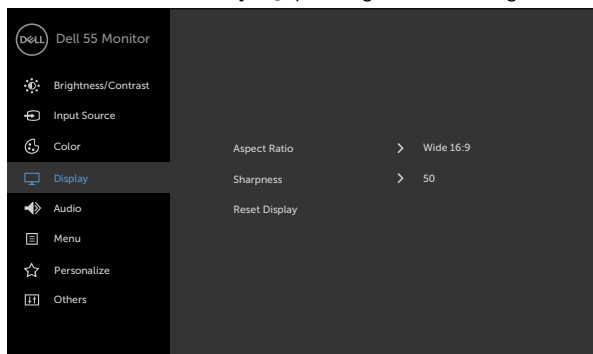 DELL Dell 55 Monitor
Brightness/Contrast
Input Source
Color
Aspect Ratio Wide 16:9
Display
Sharpness 50
Audio
Reset Display
Menu
Personalize
Others